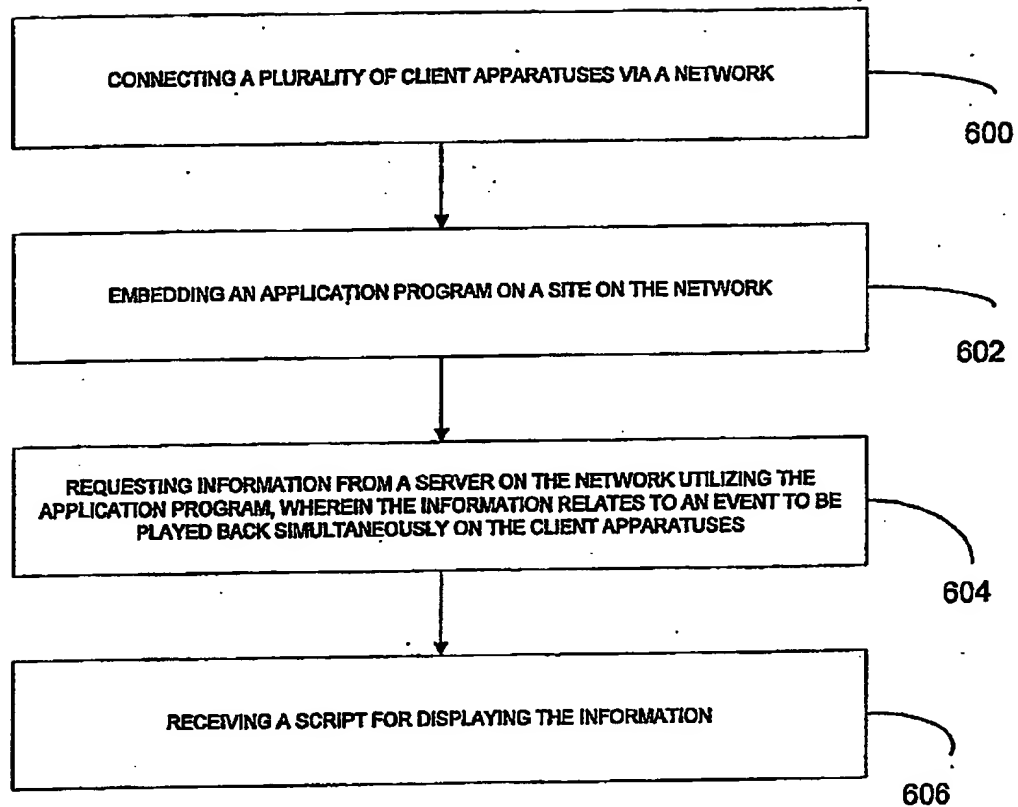 CONNECTING A PLURALITY OF CLIENT APPARATUSES VIA A NETWORK
600
EMBEDDING AN APPLICATION PROGRAM ON A SITE ON THE NETWORK
602
REQUESTING INFORMATION FROM A SERVER ON THE NETWORK UTILIZING THE
APPLICATION PROGRAM, WHEREIN THE INFORMATION RELATES TO AN EVENT TO BE
PLAYED BACK SIMULTANEOUSLY ON THE CLIENT APPARATUSES
604
RECEIVING A SCRIPT FOR DISPLAYING THE INFORMATION
606